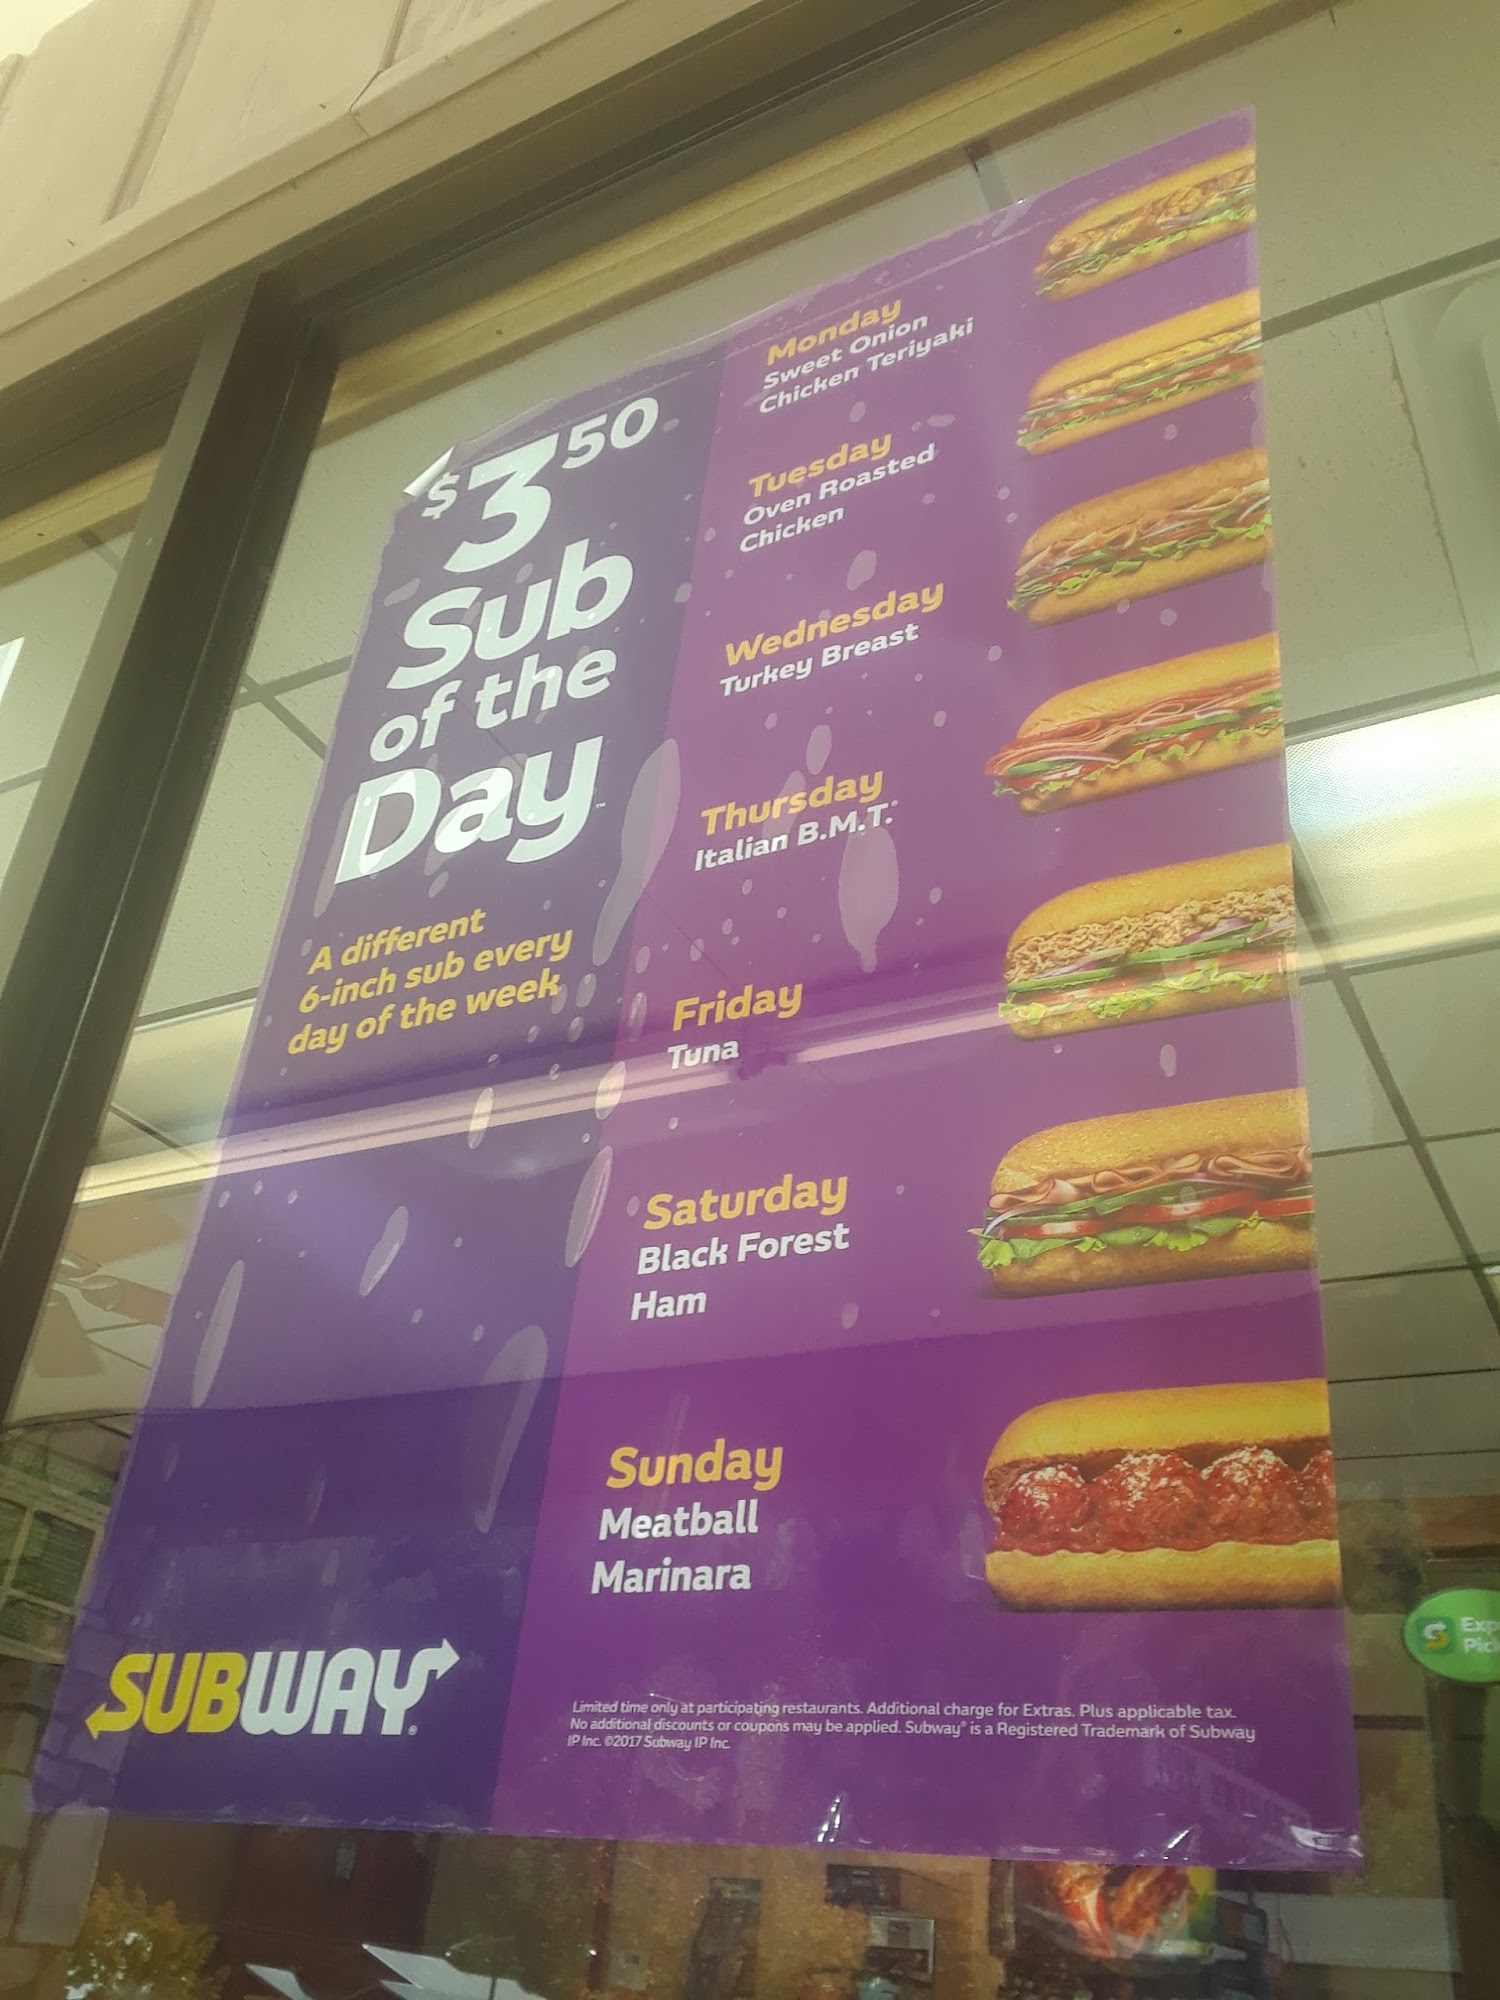 $3.50
Sub
of the
Day™
A different
6-inch sub every
day of the week
Monday
Sweet Onion
Chicken Teriyaki
Tuesday
Oven Roasted
Chicken
Wednesday
Turkey Breast
Thursday
Italian B.M.T.®
Friday
Tuna
Saturday
Black Forest
Ham
Sunday
Meatball
Marinara
SUBWAY®
Limited time only at participating restaurants. Additional charge for Extras. Plus applicable tax.
No additional discounts or coupons may be applied. Subway® is a Registered Trademark of Subway
IP Inc. ©2017 Subway IP Inc.